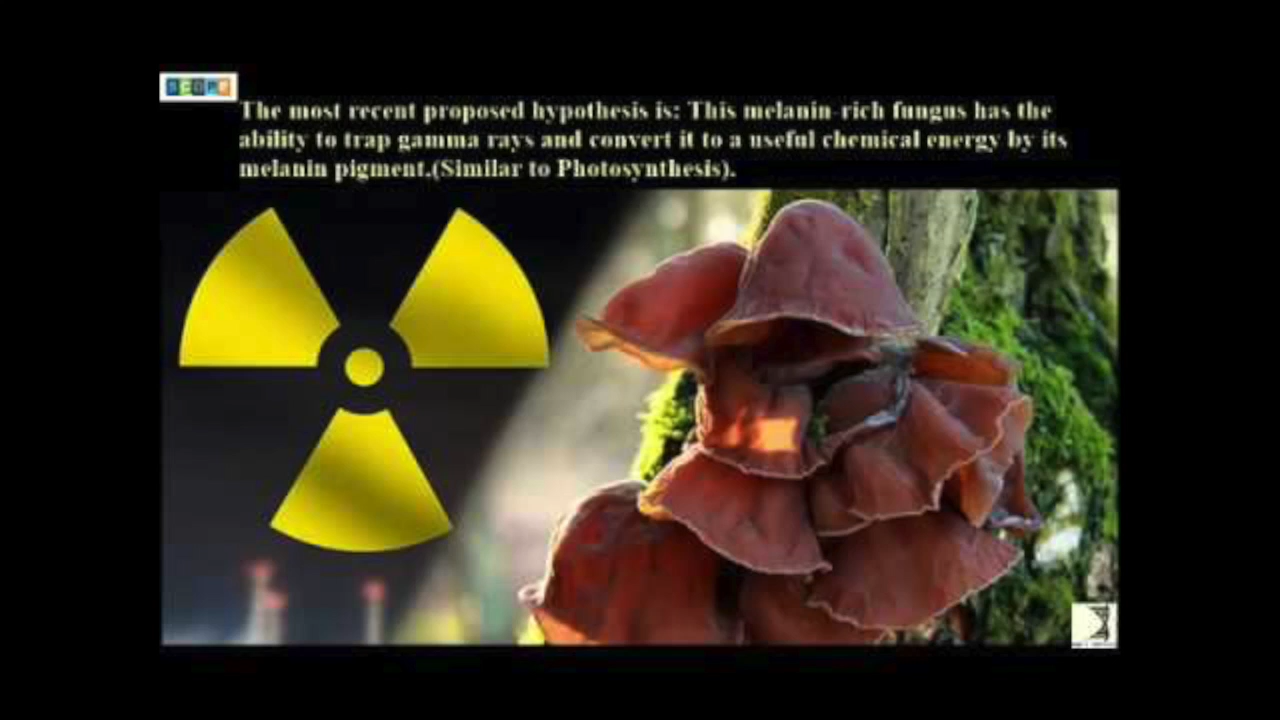 SCOPE
The most recent proposed hypothesis is: This melanin-rich fungus has the
ability to trap gamma rays and convert it to a useful chemical energy by its
melanin pigment.(Similar to Photosynthesis).